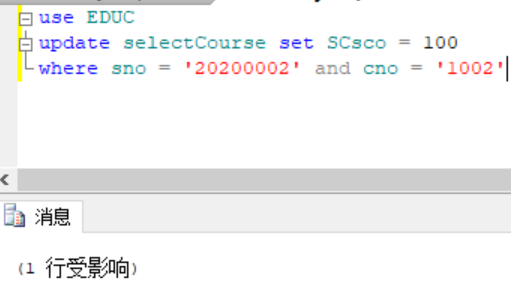 use EDUC
update selectCourse set SCsco = 100
where sno = '20200002' and cno = '1002'
消息
(1 行受影响)